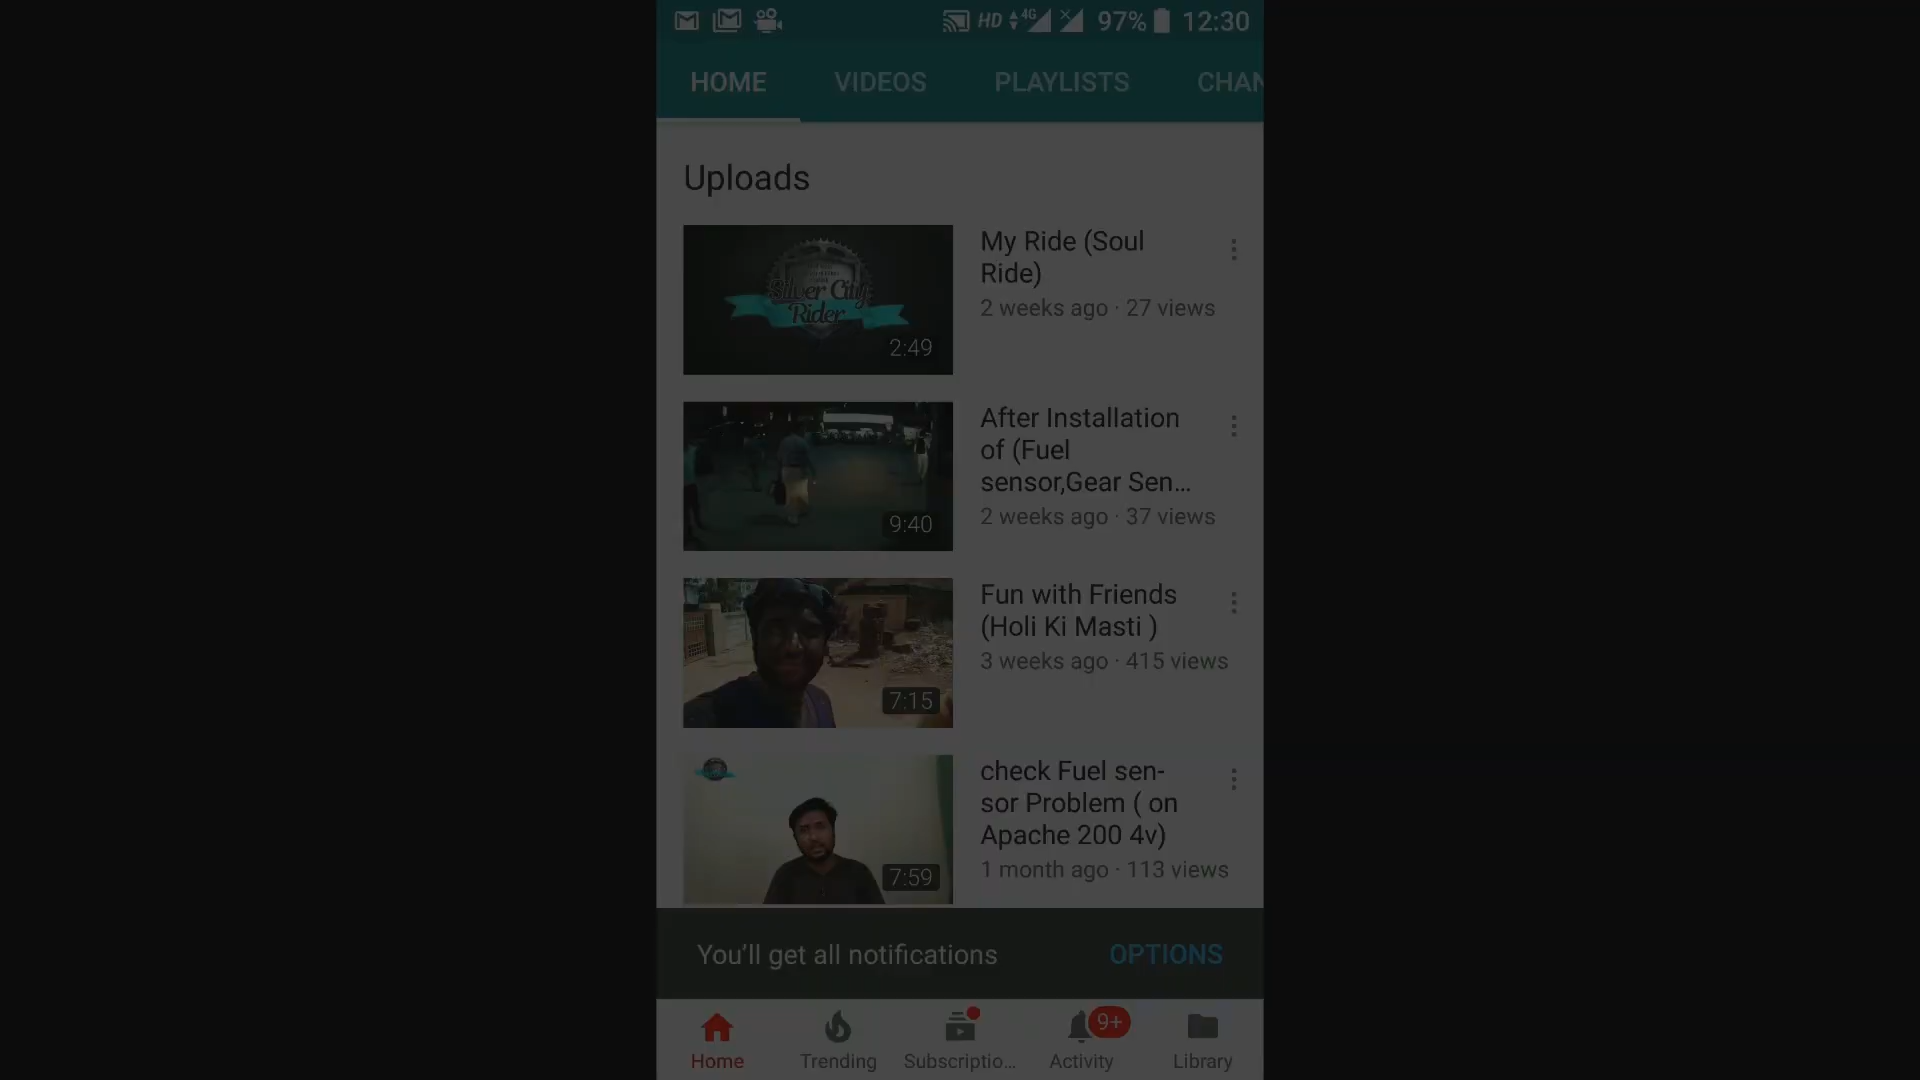 HD 4G 97% 12:30
HOME VIDEOS PLAYLISTS CHAN
Uploads
Silver City
Rider
2:49
My Ride (Soul
Ride)
2 weeks ago · 27 views
9:40
After Installation
of (Fuel
sensor,Gear Sen...
2 weeks ago · 37 views
7:15
Fun with Friends
(Holi Ki Masti )
3 weeks ago · 415 views
7:59
check Fuel sen-
sor Problem ( on
Apache 200 4v)
1 month ago · 113 views
You'll get all notifications OPTIONS
9+
Home Trending Subscriptio... Activity Library